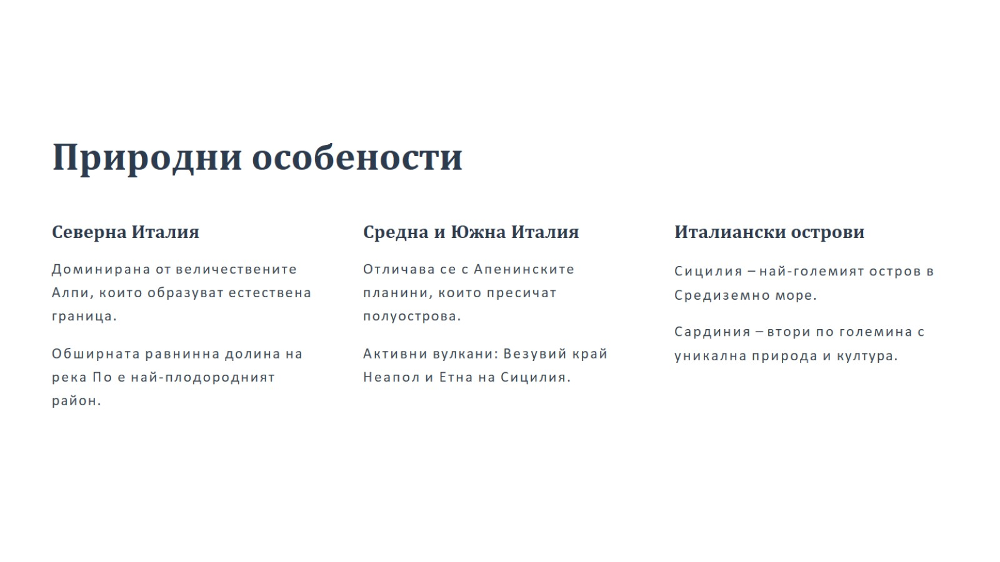 Природни особености
Северна Италия
Доминирана от величествените
Алпи, които образуват естествена
граница.
Обширната равнинна долина на
река По е най-плодородният
район.
Средна и Южна Италия
Отличава се с Апенинските
планини, които пресичат
полуострова.
Активни вулкани: Везувий край
Неапол и Етна на Сицилия.
Италиански острови
Сицилия – най-големият остров в
Средиземно море.
Сардиния – втори по големина с
уникална природа и култура.